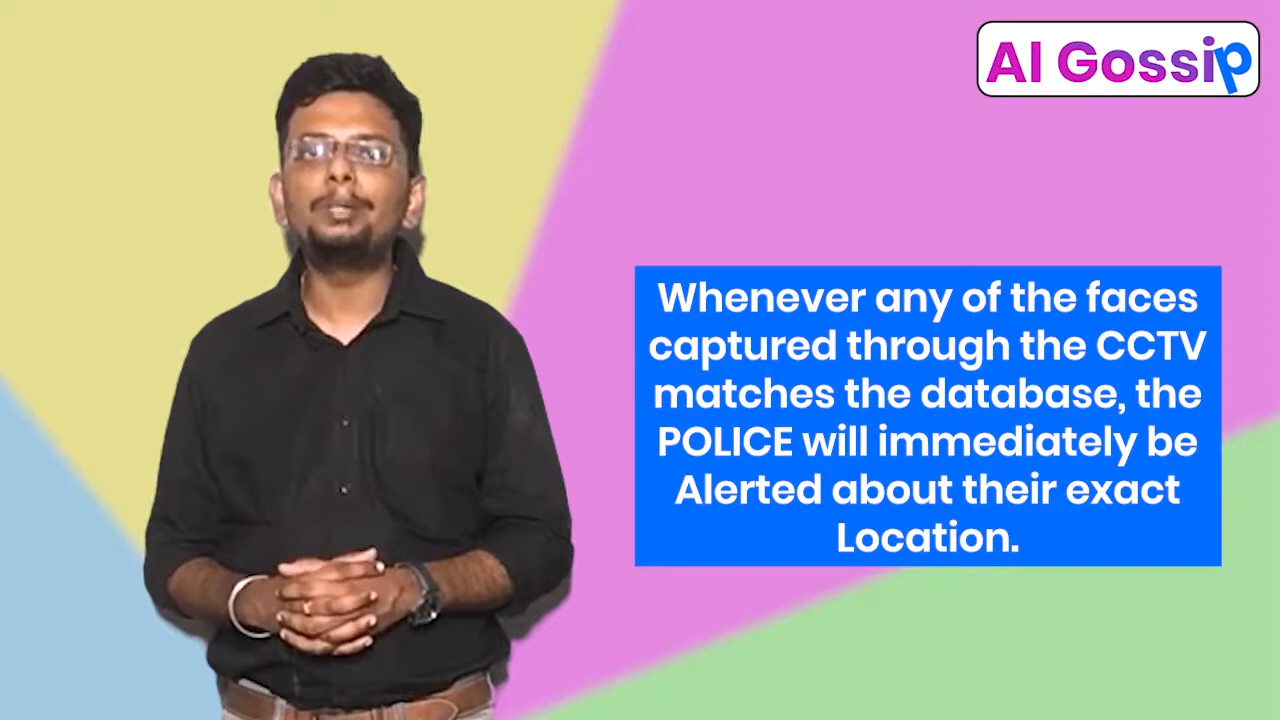 AI Gossip
Whenever any of the faces
captured through the CCTV
matches the database, the
POLICE will immediately be
Alerted about their exact
Location.